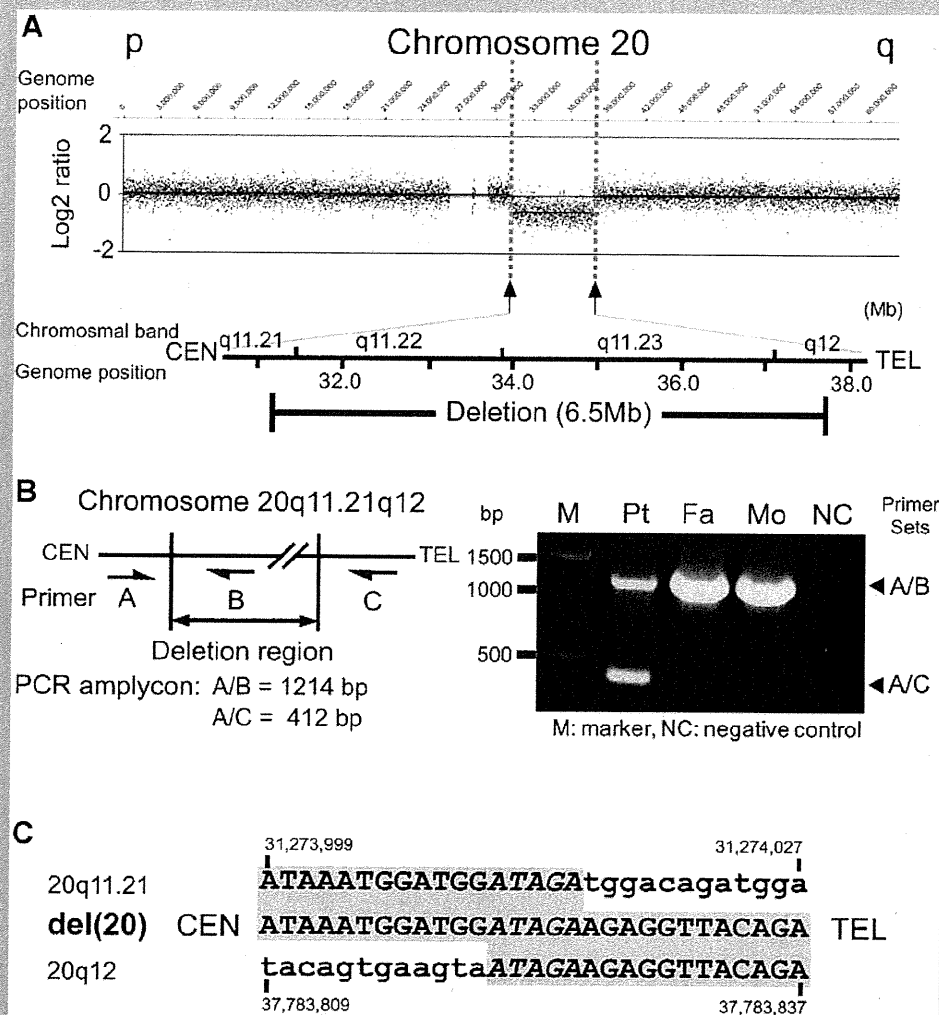 A
p Chromosome 20 q
Genome
position
2
0
-2
Log2 ratio
(Mb)
Chromosmal band
CEN q11.21 q11.22 q11.23 q12 TEL
Genome position
32.0 34.0 36.0 38.0
Deletion (6.5Mb)
B
Chromosome 20q11.21q12
CEN TEL
Primer A B C
Deletion region
PCR amplycon: A/B = 1214 bp
A/C = 412 bp
bp M Pt Fa Mo NC Primer
Sets
1500
1000 A/B
500
A/C
M: marker, NC: negative control
C
31,273,999 31,274,027
20q11.21 ATAAATGGATGGATAGAtggacagatgga
del(20) CEN ATAAATGGATGGATAGAAGAGGTTACAGA TEL
20q12 tacagtgaagtaATAGAAGAGGTTACAGA
37,783,809 37,783,837